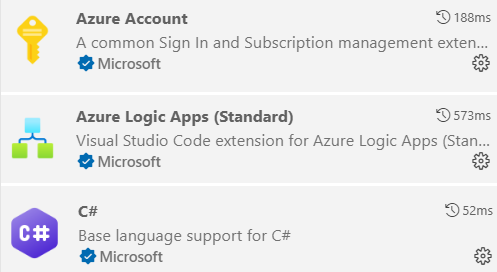 Azure Account 188ms
A common Sign In and Subscription management exten...
Microsoft
Azure Logic Apps (Standard) 573ms
Visual Studio Code extension for Azure Logic Apps (Stan...
Microsoft
C# C# 52ms
Base language support for C#
Microsoft